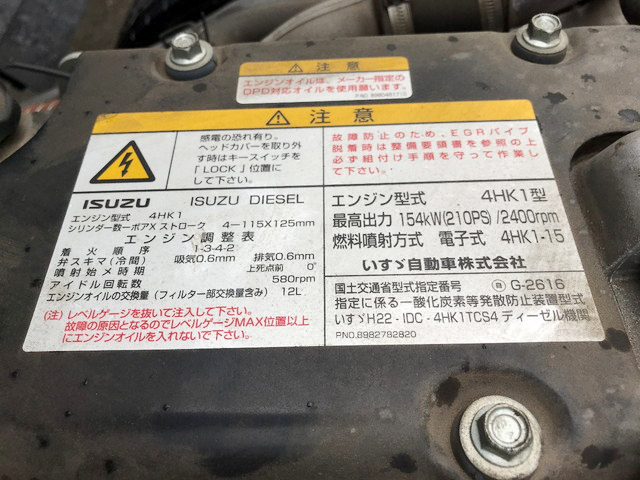 注意
エンジンオイルは、メーカー指定の
DPD対応オイルを使用願います。
注意
感電の恐れ有り。
ヘッドカバーを取り外
す時はキースイッチを
「LOCK」位置に
して下さい。
故障防止のため、EGRパイプ
脱着時は整備要領書を参照の上
必ず組付け手順を守って作業し
て下さい。
ISUZU ISUZU DIESEL
エンジン型式 4HK1
シリンダー数ーボアXストローク 4-115X125mm
エンジン調整表
着火順序 1-3-4-2
弁スキマ(冷間) 吸気0.6mm 排気0.6mm
噴射始メ時期 上死点前 0°
アイドル回転数 580rpm
エンジンオイルの交換量(フィルター部交換量含み) 12L
(注)レベルゲージを抜いて注入して下さい。
故障の原因となるのでレベルゲージMAX位置以上
にエンジンオイルを入れないで下さい。
エンジン型式 4HK1型
最高出力 154kW(210PS)/2400rpm
燃料噴射方式 電子式 4HK1-15
いすゞ自動車株式会社
国土交通省型式指定番号 G-2616
指定に係る一酸化炭素等発散防止装置型式
いすゞH22-IDC-4HK1TCS4 ディーゼル機関
P.NO.8982782820